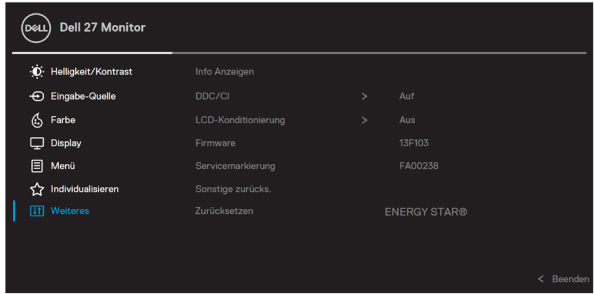 DELL Dell 27 Monitor
Helligkeit/Kontrast Info Anzeigen
Eingabe-Quelle DDC/CI > Auf
Farbe LCD-Konditionierung > Aus
Display Firmware 13F103
Menü Servicemarkierung FA00238
Individualisieren Sonstige zurücks.
Weiteres Zurücksetzen ENERGY STAR®
< Beenden